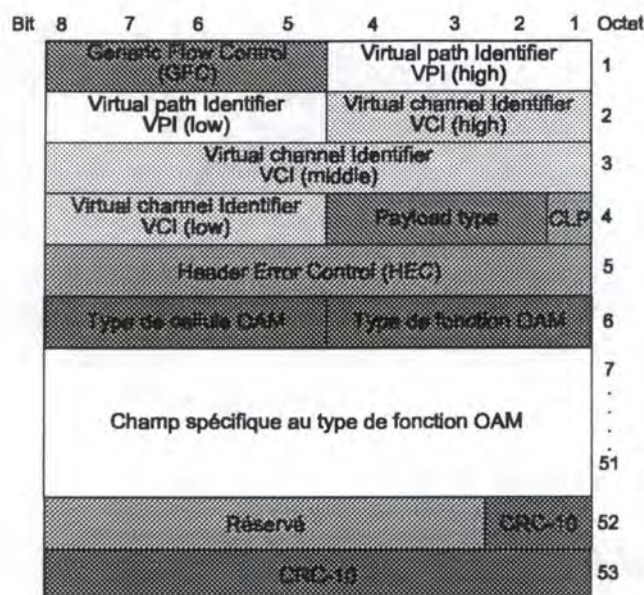 Bit 8 7 6 5 4 3 2 1 Octet
Generic Flow Control
(GFC)
Virtual path Identifier
VPI (high)
1
Virtual path Identifier
VPI (low)
Virtual channel Identifier
VCI (high)
2
Virtual channel Identifier
VCI (middle)
3
Virtual channel Identifier
VCI (low)
Payload type
CLP
4
Header Error Control (HEC)
5
Type de cellule OAM
Type de fonction OAM
6
7
.
.
.
Champ spécifique au type de fonction OAM
51
Réservé
CRC-10
52
CRC-10
53